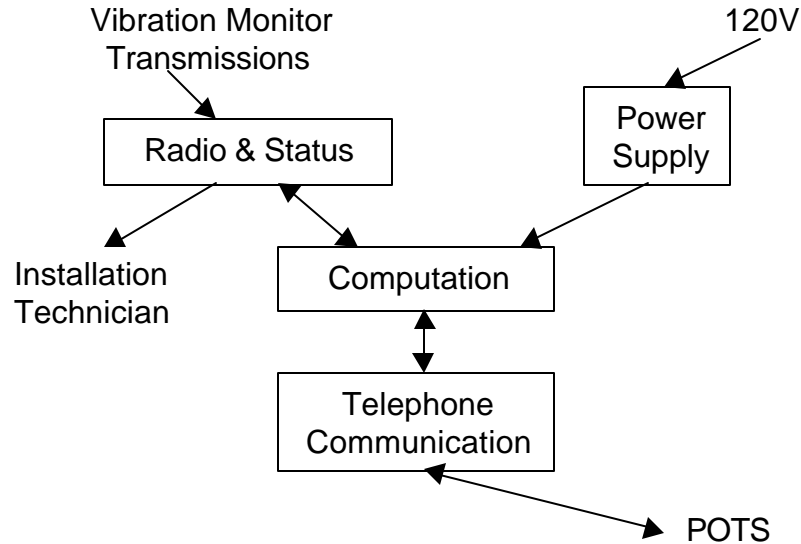 Vibration Monitor
Transmissions
120V
Radio & Status
Power
Supply
Installation
Technician
Computation
Telephone
Communication
POTS